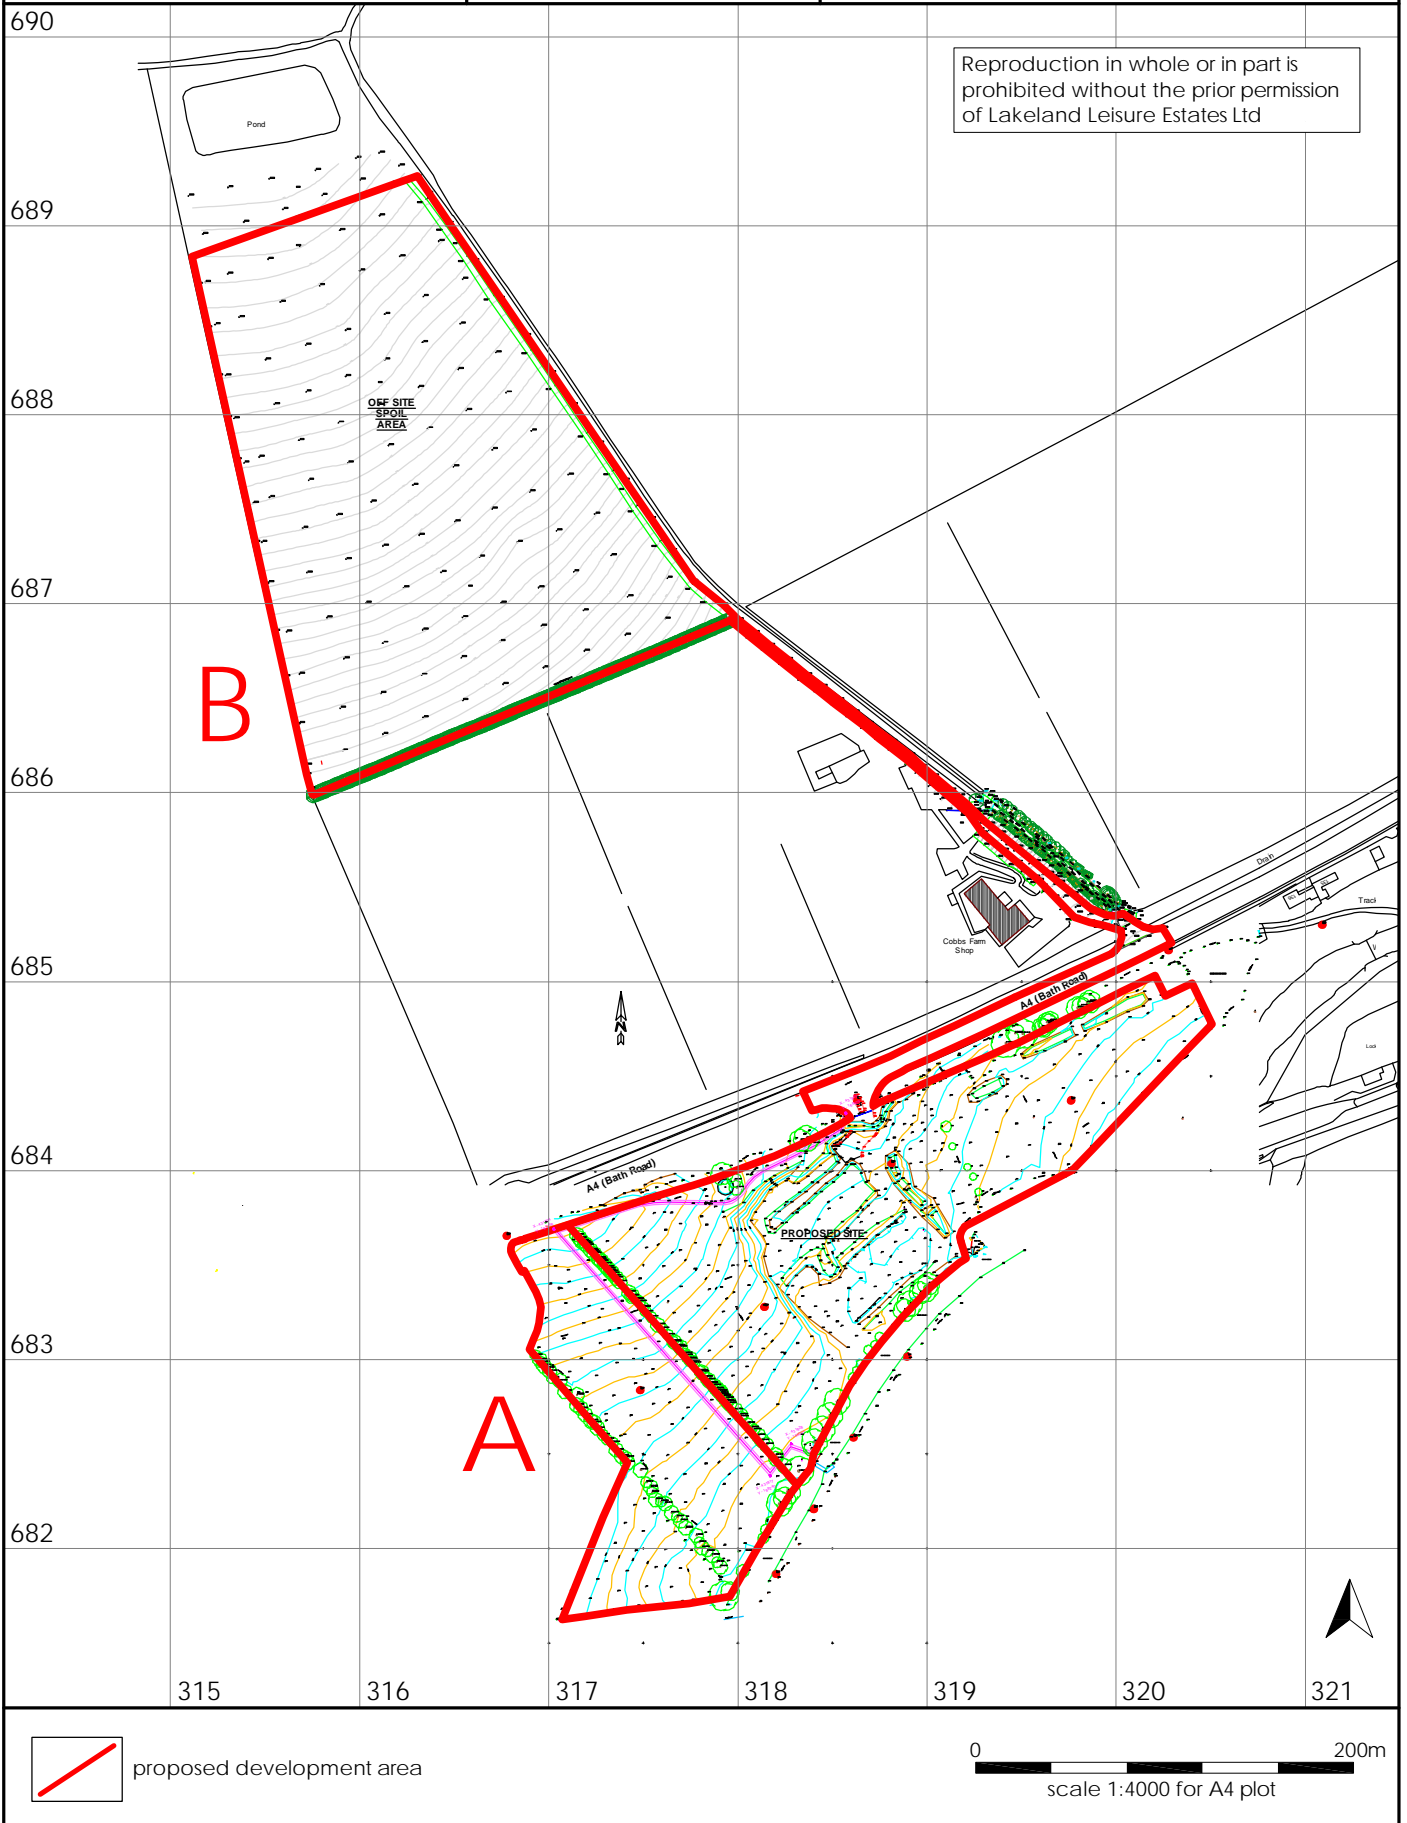 690
Reproduction in whole or in part is
prohibited without the prior permission
of Lakeland Leisure Estates Ltd
Pond
689
OFF SITE
SPOIL
AREA
688
687
B
686
Drain
Track
Cobbs Farm
Shop
685
A4 (Bath Road)
684
A4 (Bath Road)
PROPOSED SITE
N
683
A
682
315
316
317
318
319
320
321
proposed development area
0
200m
scale 1:4000 for A4 plot